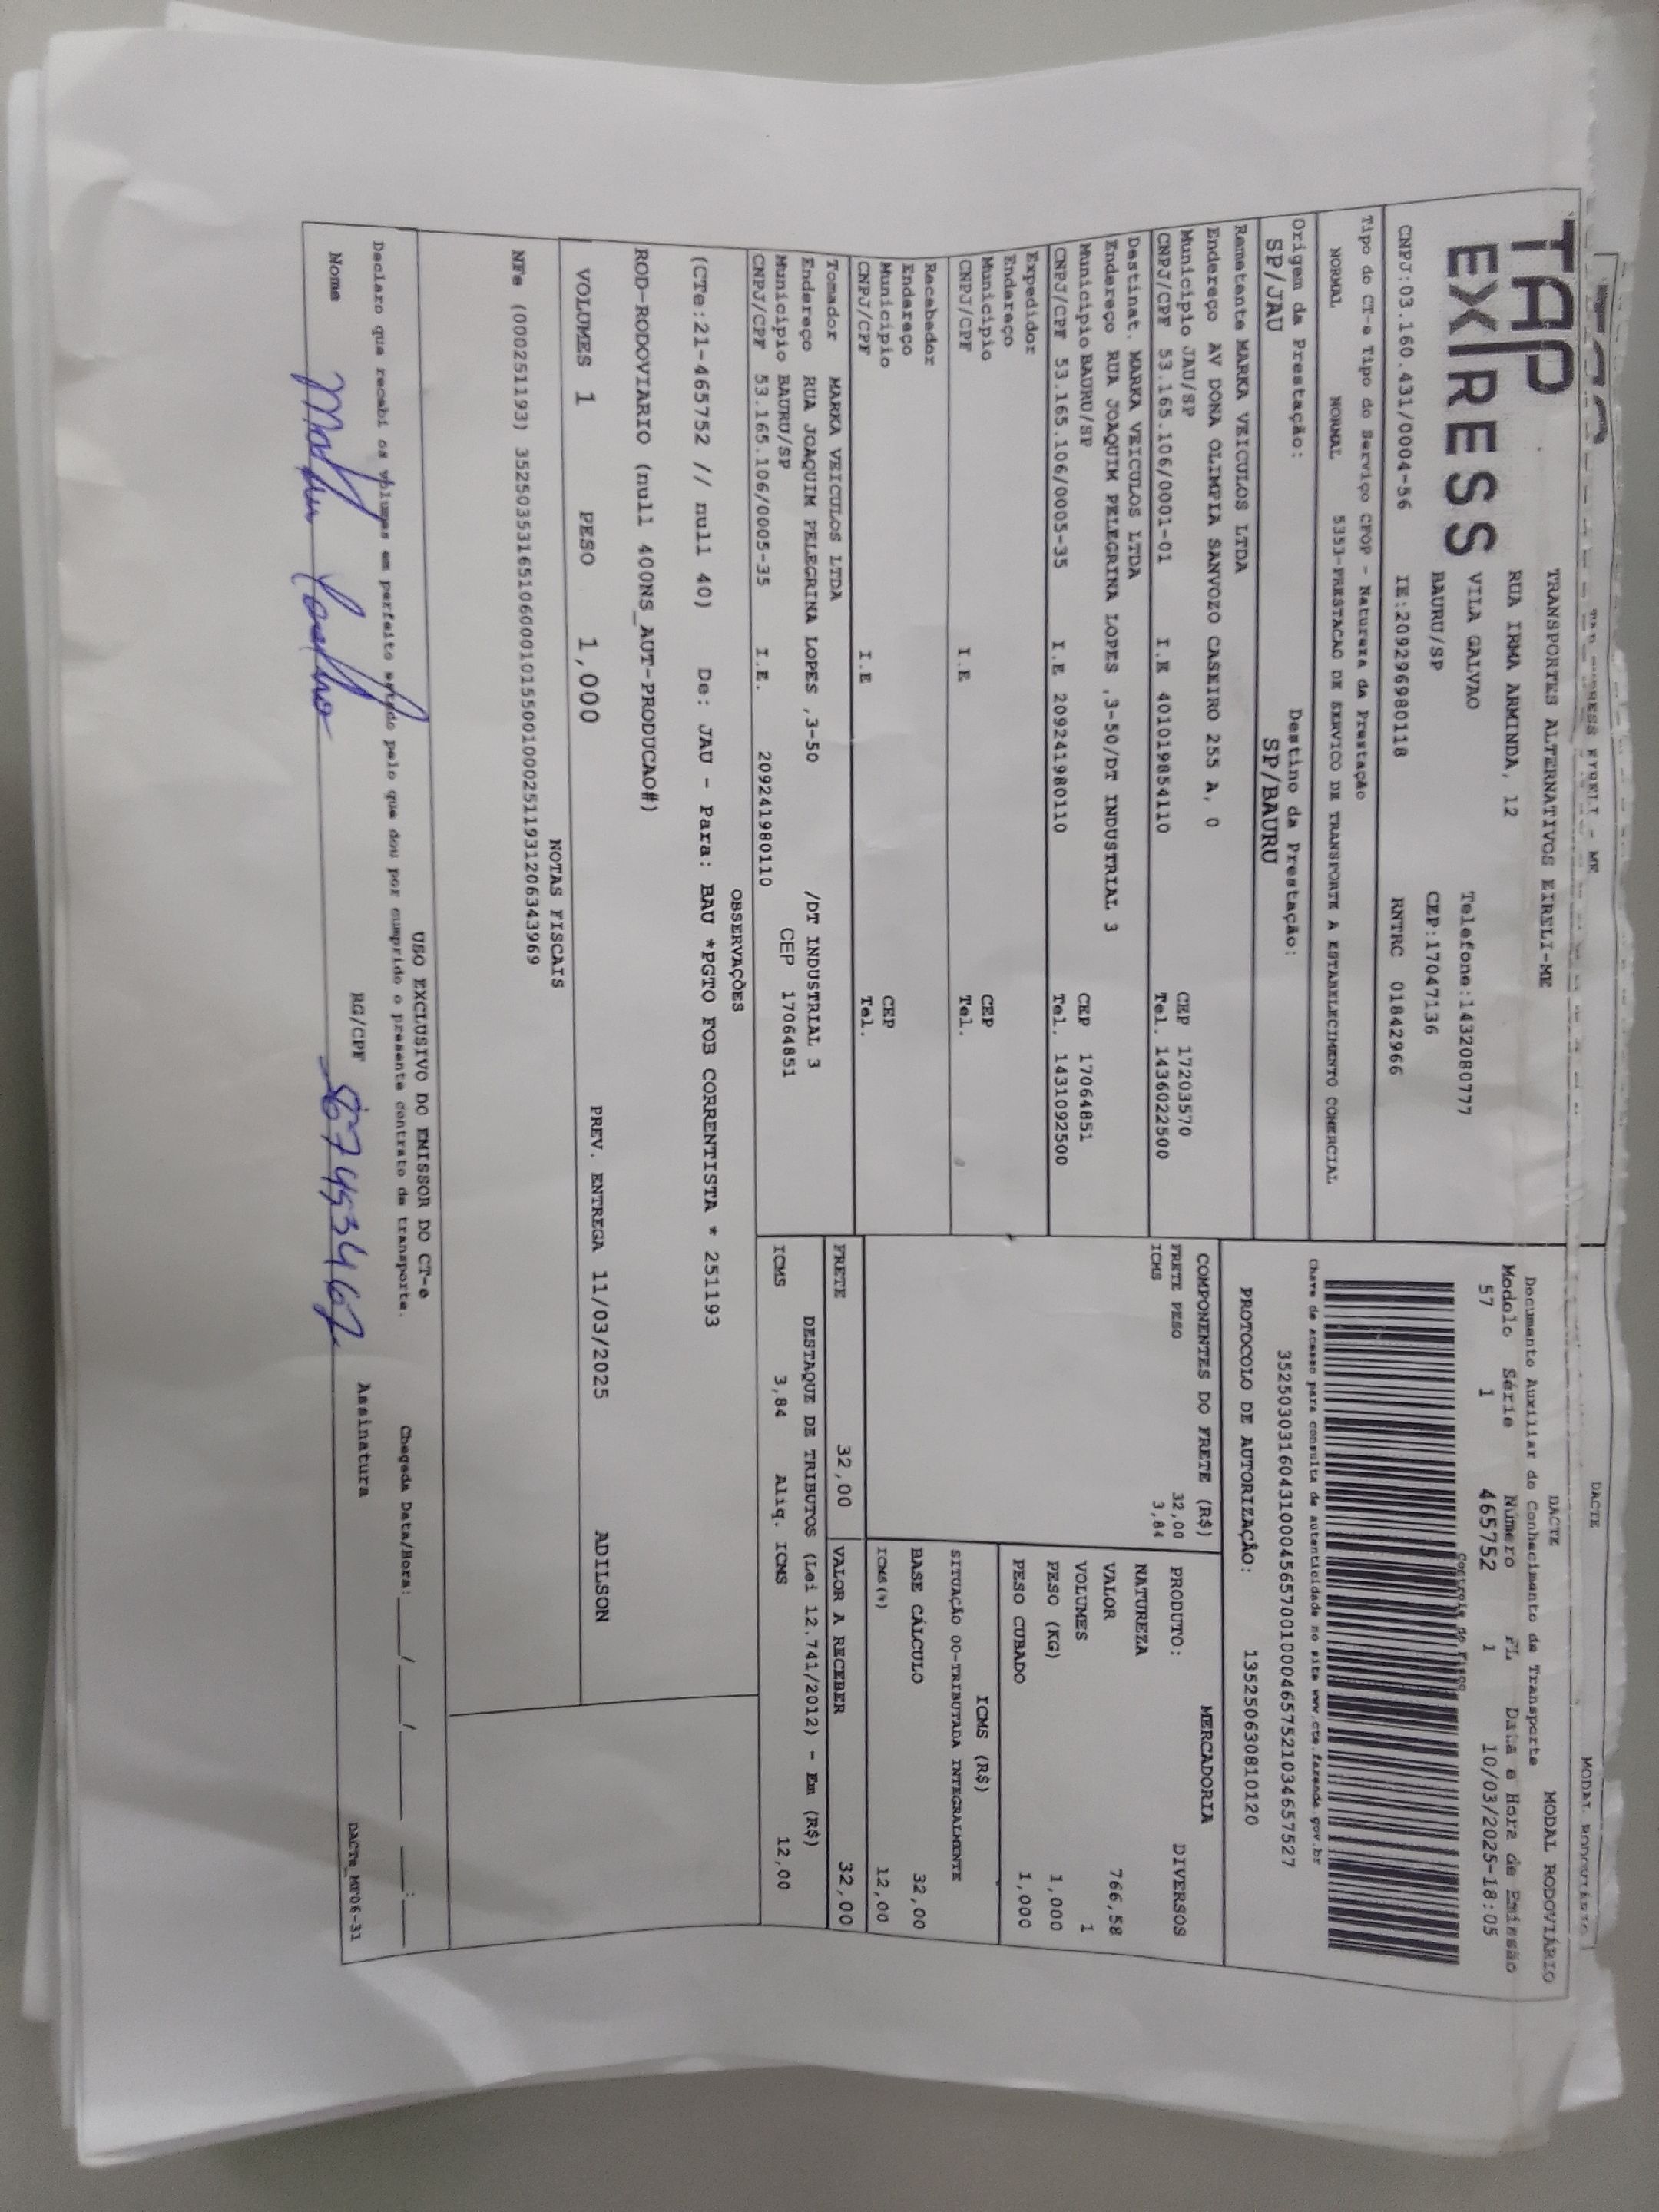 DACTE
TAP EXPRESS
TRANSPORTES ALTERNATIVOS EIRELI-ME
RUA IRMA ARMINDA, 12
VILA GALVAO Telefone:1432080777
BAURU/SP CEP:17047136
CNPJ:03.160.431/0004-56 IE:209296980118 RNTRC 01842966
DACTE MODAL RODOVIÁRIO
Documento Auxiliar do Conhecimento de Transporte
Modolo Série Número FL Data e Hora de Emissão
57 1 465752 1 10/03/2025-18:05
Controle do Fisco
Chave de acesso para consulta de autenticidade no site www.cte.fazenda.gov.br
35250303160431000456570010004657521034657527
PROTOCOLO DE AUTORIZAÇÃO: 135250630810120
Tipo do CT-e Tipo do Serviço CFOP - Natureza da Prestação
NORMAL NORMAL 5353-PRESTACAO DE SERVICO DE TRANSPORTE A ESTABELECIMENTO COMERCIAL
Origem da Prestação: Destino da Prestação:
SP/JAU SP/BAURU
Remetente MARKA VEICULOS LTDA
Endereço AV DONA OLIMPIA SANVOZO CASEIRO 255 A, 0
Municipio JAU/SP CEP 17203570
CNPJ/CPF 53.165.106/0001-01 I.E 401019854110 Tel. 1436022500
Destinat. MARKA VEICULOS LTDA
Endereço RUA JOAQUIM PELEGRINA LOPES ,3-50/DT INDUSTRIAL 3
Municipio BAURU/SP CEP 17064851
CNPJ/CPF 53.165.106/0005-35 I.E 209241980110 Tel. 1431092500
Expedidor
Endereço
Municipio CEP
CNPJ/CPF I.E Tel.
Recebedor
Endereço
Municipio CEP
CNPJ/CPF I.E Tel.
Tomador MARKA VEICULOS LTDA
Endereço RUA JOAQUIM PELEGRINA LOPES ,3-50 /DT INDUSTRIAL 3
Municipio BAURU/SP CEP 17064851
CNPJ/CPF 53.165.106/0005-35 I.E. 209241980110
COMPONENTES DO FRETE (R$)
FRETE PESO 32,00
ICMS 3,84
MERCADORIA
PRODUTO: DIVERSOS
NATUREZA
VALOR 766,58
VOLUMES 1
PESO (KG) 1,000
PESO CUBADO 1,000
ICMS (R$)
SITUAÇÃO 00-TRIBUTADA INTEGRALMENTE
BASE CÁLCULO 32,00
ICMS(%) 12,00
FRETE 32,00 VALOR A RECEBER 32,00
DESTAQUE DE TRIBUTOS (Lei 12.741/2012) - Em (R$)
ICMS 3,84 Aliq. ICMS 12,00
OBSERVAÇÕES
(CTe:21-465752 // null 40) De: JAU - Para: BAU *PGTO FOB CORRENTISTA * 251193
ROD-RODOVIARIO (null 400NS_AUT-PRODUCAO#)
VOLUMES 1 PESO 1,000 PREV. ENTREGA 11/03/2025 ADILSON
NOTAS FISCAIS
NFe (000251193) 35250353165106000101550010002511931206343969
USO EXCLUSIVO DO EMISSOR DO CT-e
Declaro que recebi os volumes em perfeito estado pelo que dou por cumprido o presente contrato de transporte.
Chegada Data/Hora: ___/___/____ __:__
Nome RG/CPF Assinatura
DACTe_MF06-31